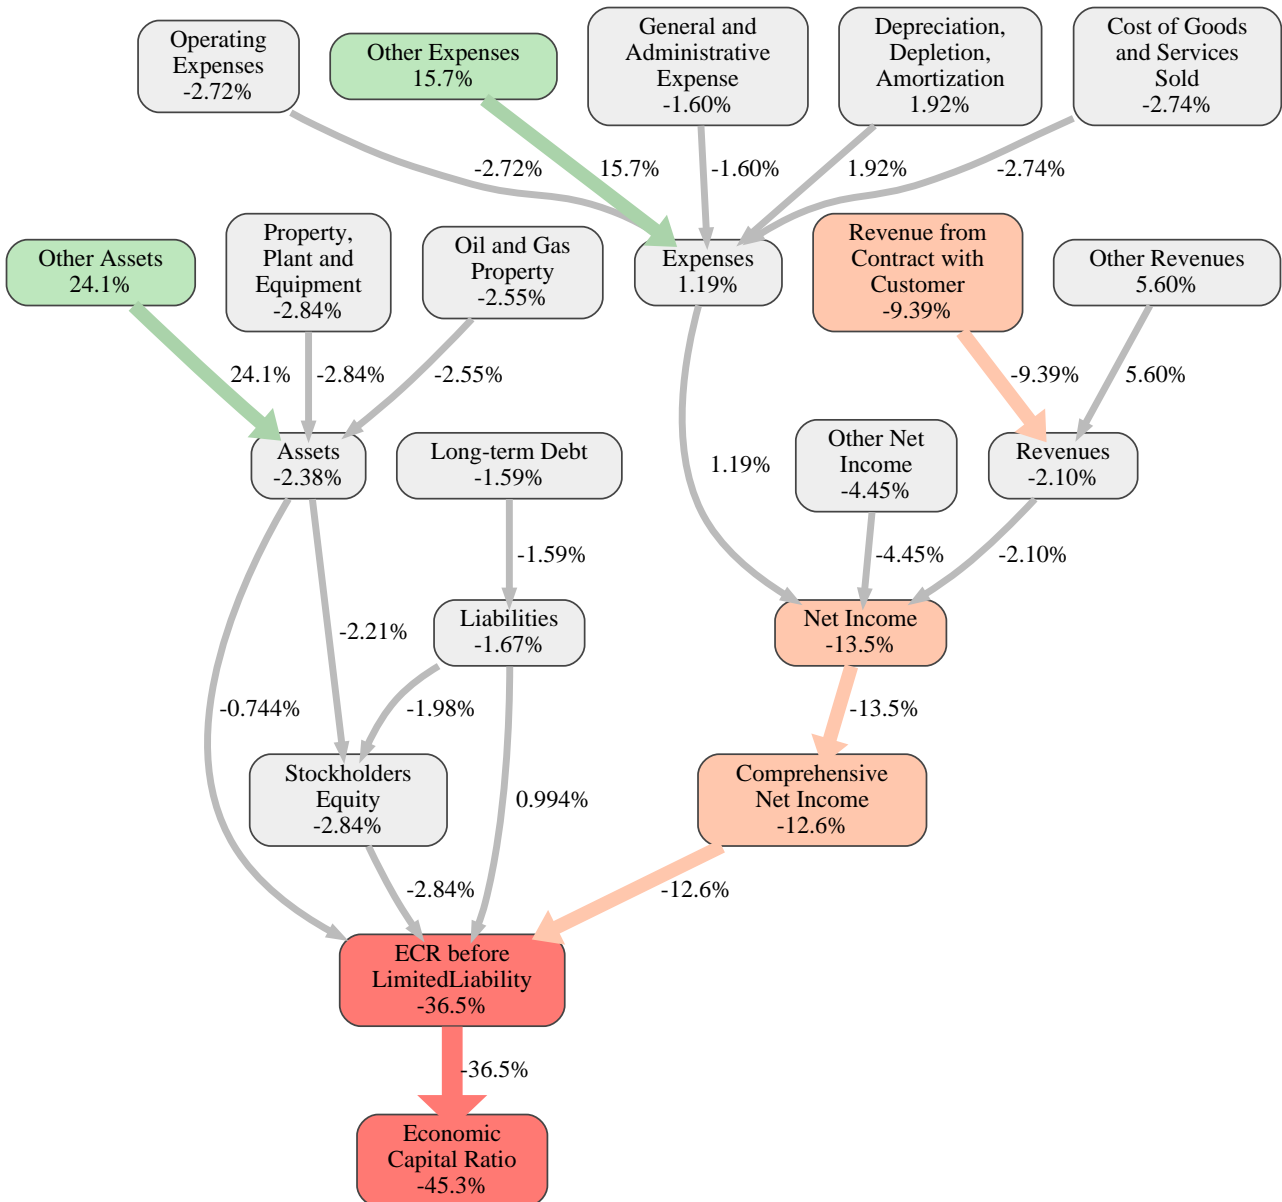 Operating
Expenses
-2.72%
Other Expenses
15.7%
General and
Administrative
Expense
-1.60%
Depreciation,
Depletion,
Amortization
1.92%
Cost of Goods
and Services
Sold
-2.74%
-2.72%
15.7%
-1.60%
1.92%
-2.74%
Other Assets
24.1%
Property,
Plant and
Equipment
-2.84%
Oil and Gas
Property
-2.55%
Expenses
1.19%
Revenue from
Contract with
Customer
-9.39%
Other Revenues
5.60%
24.1%
-2.84%
-2.55%
-9.39%
5.60%
Assets
-2.38%
Long-term Debt
-1.59%
1.19%
Other Net
Income
-4.45%
Revenues
-2.10%
-1.59%
-4.45%
-2.10%
-2.21%
Liabilities
-1.67%
Net Income
-13.5%
-0.744%
-1.98%
-13.5%
Stockholders
Equity
-2.84%
0.994%
Comprehensive
Net Income
-12.6%
-2.84%
-12.6%
ECR before
LimitedLiability
-36.5%
-36.5%
Economic
Capital Ratio
-45.3%